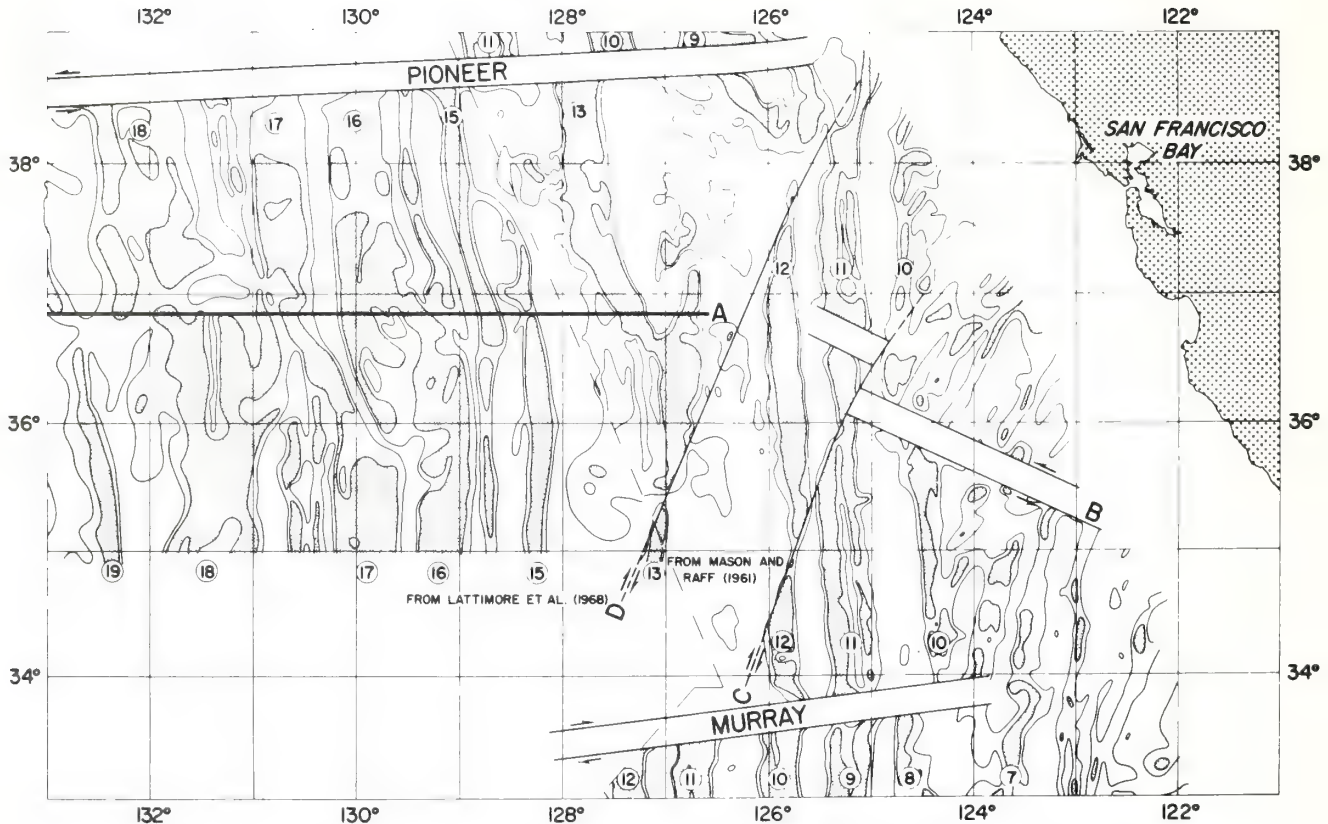 132° 130° 128° 126° 124° 122°
11 10 9
PIONEER
18 17 16 15 13
SAN FRANCISCO
BAY
38° 38°
12 11 10
A
36° 36°
B
19 18 17 16 15 13
FROM MASON AND
RAFF (1961)
FROM LATTIMORE ET AL. (1968)
D
12 11 10
34° 34°
C
MURRAY
12 11 10 9 8 7
132° 130° 128° 126° 124° 122°